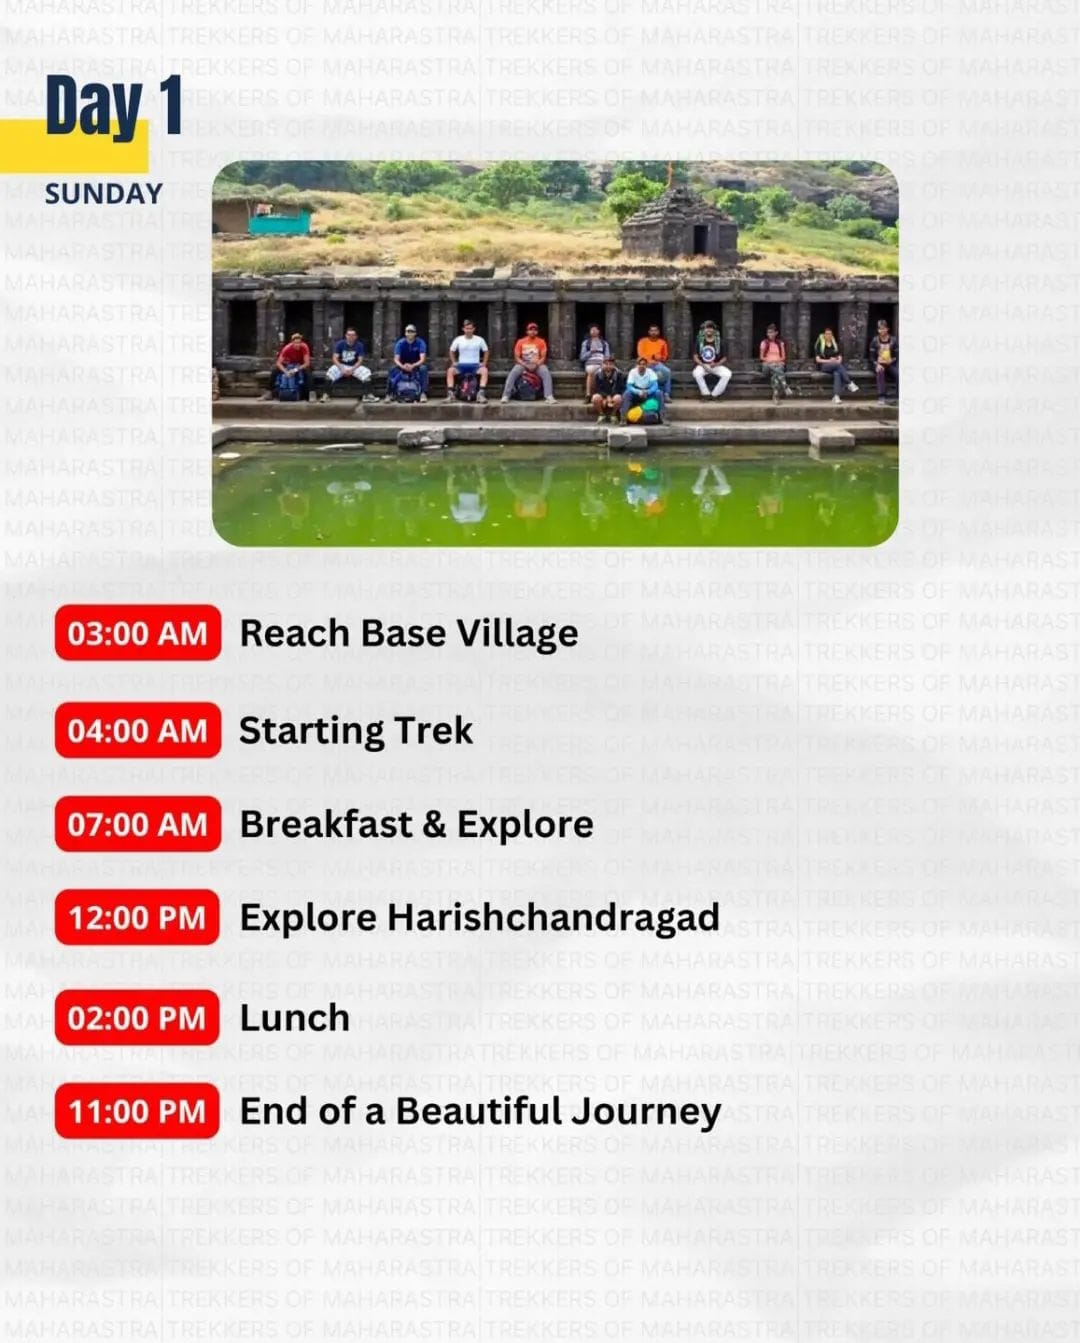 Day 1
SUNDAY
03:00 AM Reach Base Village
04:00 AM Starting Trek
07:00 AM Breakfast & Explore
12:00 PM Explore Harishchandragad
02:00 PM Lunch
11:00 PM End of a Beautiful Journey
TREKKERS OF MAHARASTRA